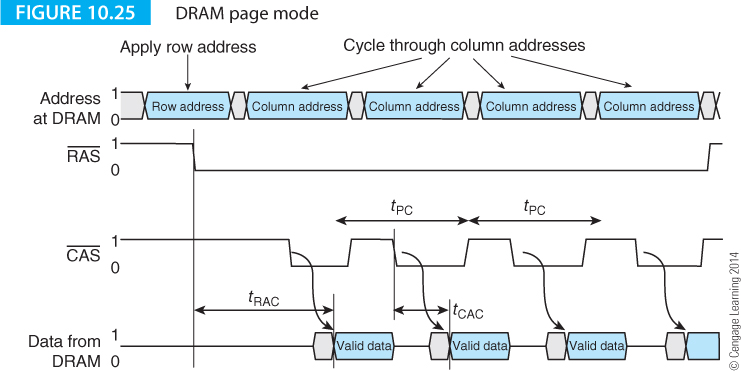 FIGURE 10.25 DRAM page mode
Apply row address
Cycle through column addresses
Address at DRAM
1
0
Row address
Column address
Column address
Column address
Column address
RAS
1
0
tPC
tPC
CAS
1
0
tRAC
tCAC
Data from DRAM
1
0
Valid data
Valid data
Valid data
© Cengage Learning 2014